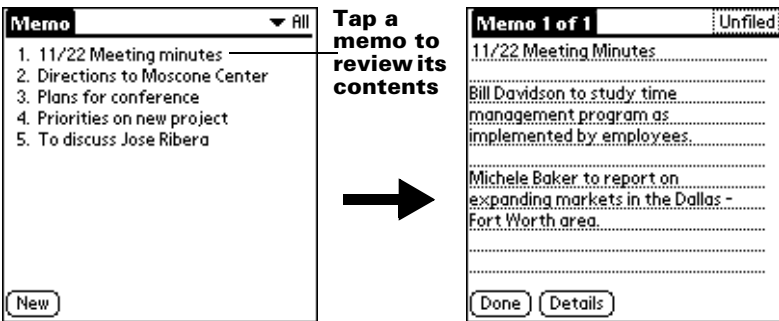 Memo
All
1. 11/22 Meeting minutes
2. Directions to Moscone Center
3. Plans for conference
4. Priorities on new project
5. To discuss Jose Ribera
New
Tap a
memo to
review its
contents
Memo 1 of 1
Unfiled
11/22 Meeting Minutes
Bill Davidson to study time
management program as
implemented by employees.
Michele Baker to report on
expanding markets in the Dallas -
Fort Worth area.
Done
Details